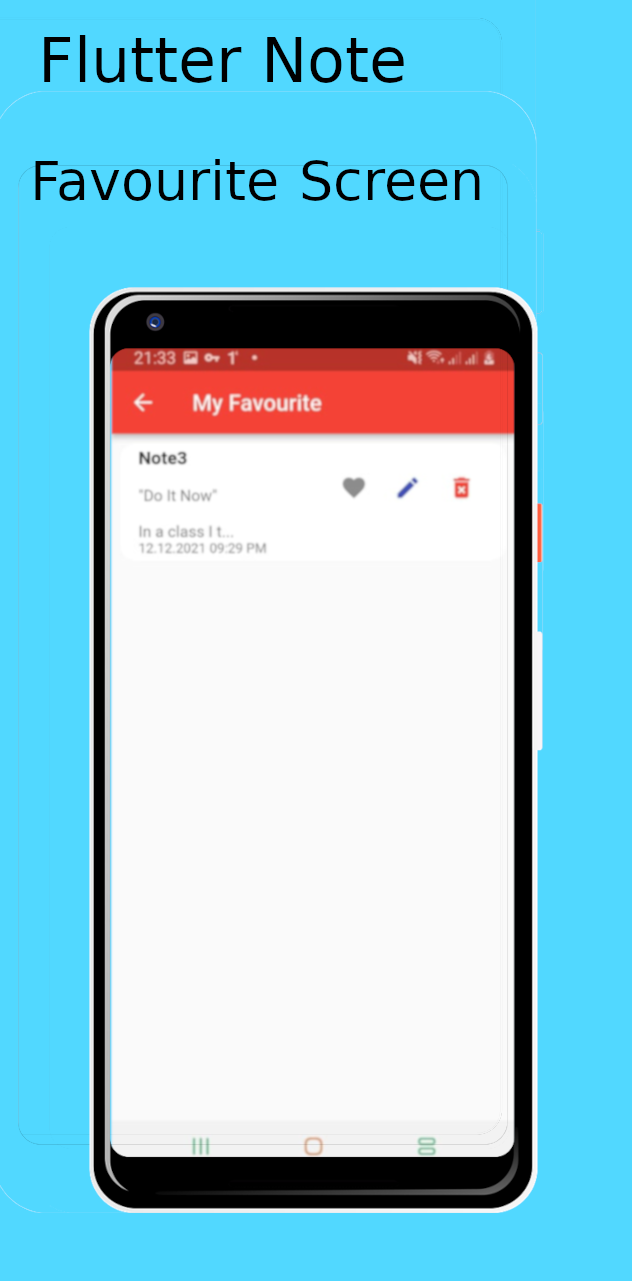 Flutter Note
Favourite Screen
21:33
My Favourite
Note3
"Do It Now"
In a class I t...
12.12.2021 09:29 PM